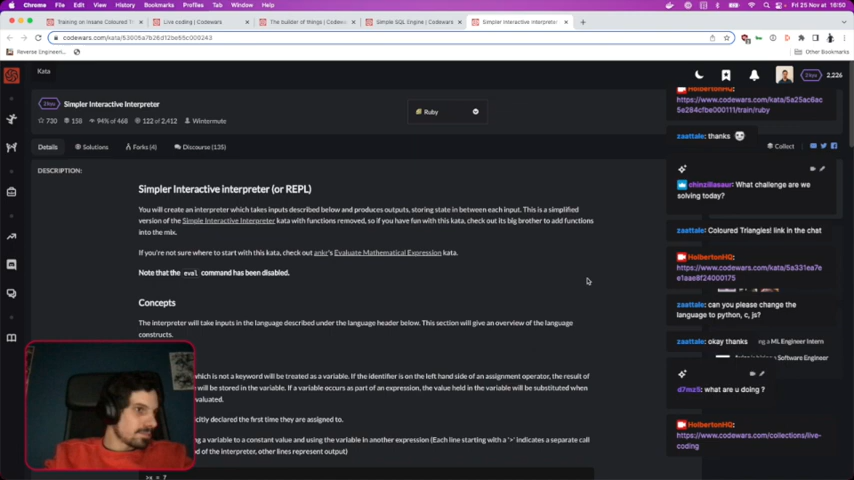 Chrome File Edit View History Bookmarks Profiles Tab Window Help
Fri 25 Nov
Training on Insane Coloured Tr
Live coding | Codewars
The builder of things | Codewa
Simple SQL Engine | Codewars
Simpler Interactive Interpreter
codewars.com/kata/53005a7b26d12be55c000243
Reverse Engineeri...
Other Bookmarks
Kata
2,226
Simpler Interactive Interpreter
730 158 94% of 468 122 of 2,412 Wintermute
Ruby
Details Solutions Forks (4) Discourse (135)
Collect
DESCRIPTION:
Simpler Interactive interpreter (or REPL)
You will create an interpreter which takes inputs described below and produces outputs, storing state in between each input. This is a simplified
version of the Simple Interactive Interpreter kata with functions removed, so if you have fun with this kata, check out its big brother to add functions
into the mix.
If you're not sure where to start with this kata, check out ankr's Evaluate Mathematical Expression kata.
Note that the eval command has been disabled.
Concepts
The interpreter will take inputs in the language described under the language header below. This section will give an overview of the language
constructs.
which is not a keyword will be treated as a variable. If the identifier is on the left hand side of an assignment operator, the result of
will be stored in the variable. If a variable occurs as part of an expression, the value held in the variable will be substituted when
declared the first time they are assigned to.
a variable to a constant value and using the variable in another expression (Each line starting with a '>' indicates a separate call
of the interpreter, other lines represent output)
>x = 7
HolbertonHQ:
https://www.codewars.com/kata/5a25ac6ac
5e284cfbe000111/train/ruby
zaattale: thanks
chinzillasaur: What challenge are we
solving today?
zaattale: Coloured Triangles! link in the chat
HolbertonHQ:
https://www.codewars.com/kata/5a331ea7e
e1aae8f24000175
zaattale: can you please change the
language to python, c, js?
zaattale: okay thanks
ng a ML Engineer Intern
Software Engineer
d7mz5: what are u doing ?
HolbertonHQ:
https://www.codewars.com/collections/live-
coding